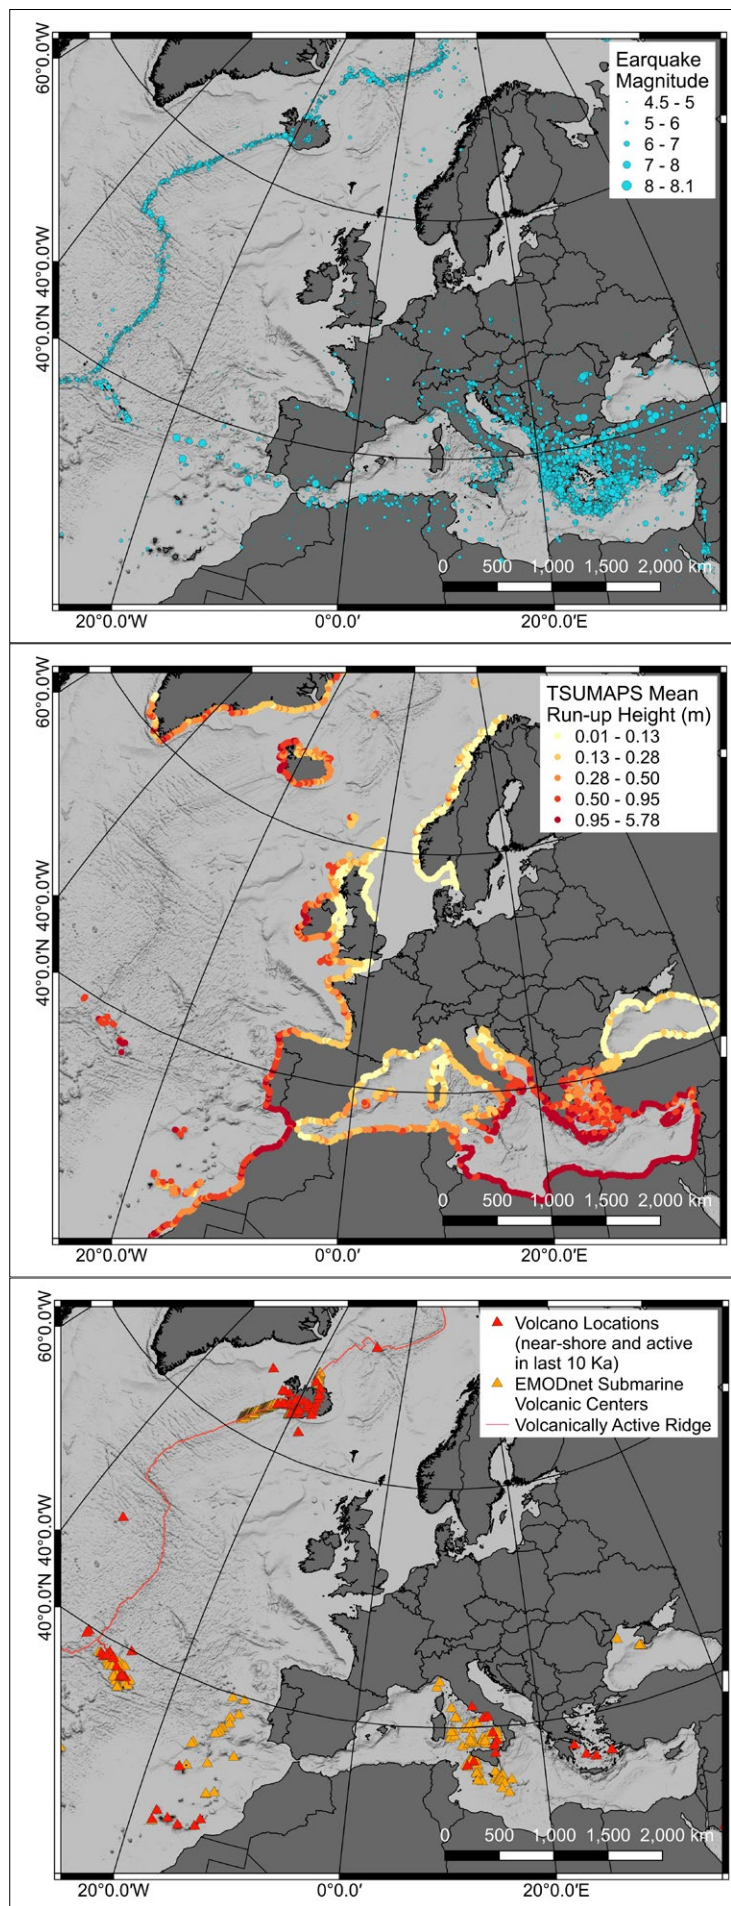 60°0.0'W
Earquake
Magnitude
4.5 - 5
5 - 6
6 - 7
7 - 8
8 - 8.1
40°0.0'W
40°0.0'N
0 500 1,000 1,500 2,000 km
20°0.0'W 0°0.0' 20°0.0'E
60°0.0'W
TSUMAPS Mean
Run-up Height (m)
0.01 - 0.13
0.13 - 0.28
0.28 - 0.50
0.50 - 0.95
0.95 - 5.78
40°0.0'W
40°0.0'N
0 500 1,000 1,500 2,000 km
20°0.0'W 0°0.0' 20°0.0'E
60°0.0'W
Volcano Locations
(near-shore and active
in last 10 Ka)
EMODnet Submarine
Volcanic Centers
Volcanically Active Ridge
40°0.0'W
40°0.0'N
0 500 1,000 1,500 2,000 km
20°0.0'W 0°0.0' 20°0.0'E